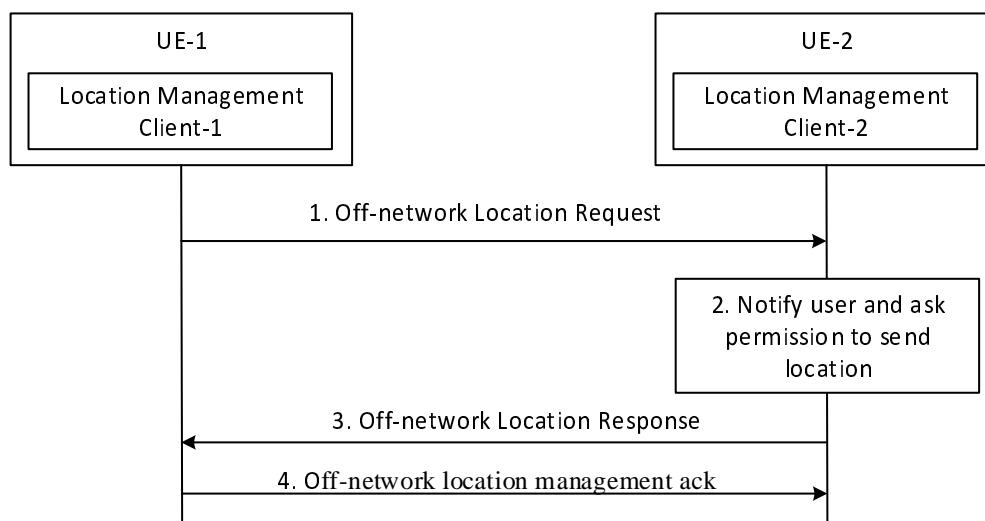 UE-1
UE-2
Location Management
Client-1
Location Management
Client-2
1. Off-network Location Request
2. Notify user and ask
permission to send
location
3. Off-network Location Response
4. Off-network location management ack